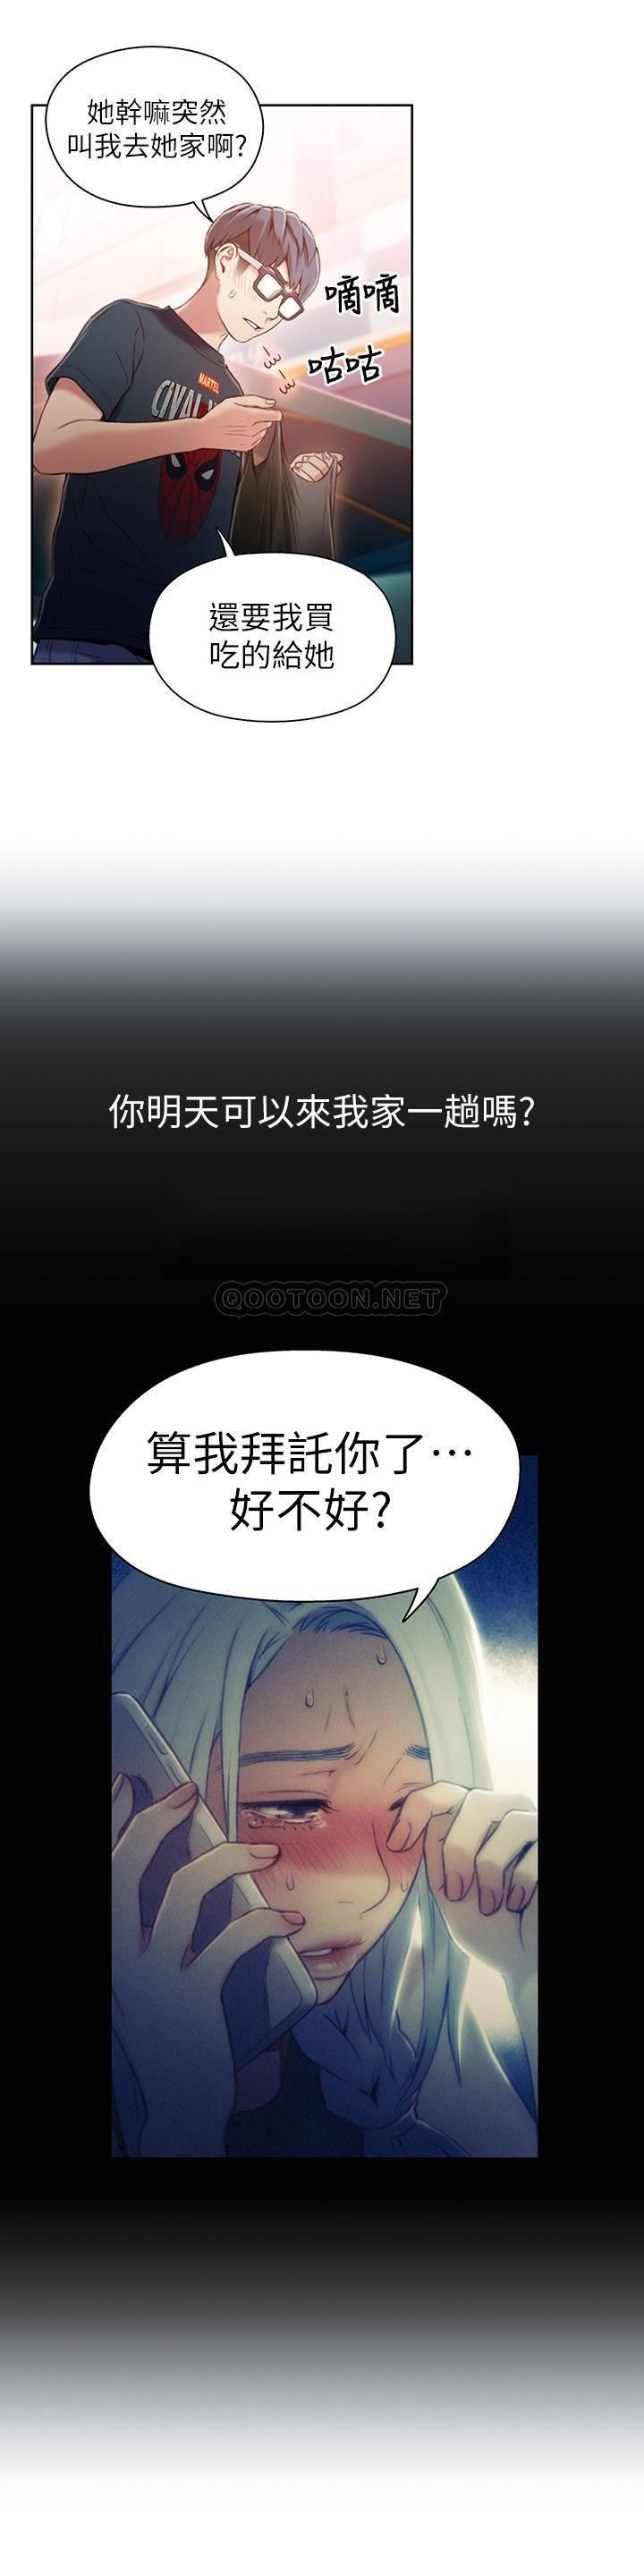 她幹嘛突然
叫我去她家啊?
嘀嘀
咕咕
MARTEL
CIVAL
還要我買
吃的給她
你明天可以來我家一趟嗎?
QOOTOON.NET
算我拜託你了…
好不好?